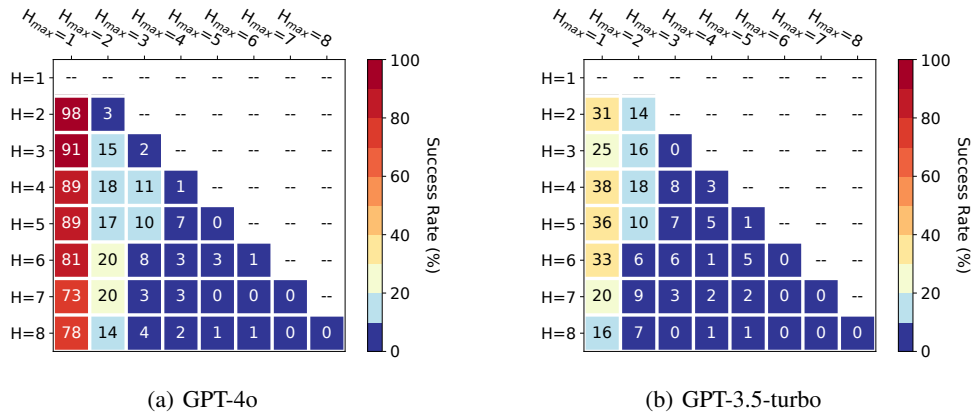 H_max=1 H_max=2 H_max=3 H_max=4 H_max=5 H_max=6 H_max=7 H_max=8
H=1 -- -- -- -- -- -- -- --
H=2 98 3 -- -- -- -- -- --
H=3 91 15 2 -- -- -- -- --
H=4 89 18 11 1 -- -- -- --
H=5 89 17 10 7 0 -- -- --
H=6 81 20 8 3 3 1 -- --
H=7 73 20 3 3 0 0 0 --
H=8 78 14 4 2 1 1 0 0
100
80
60
40
20
0
Success Rate (%)
(a) GPT-4o
H_max=1 H_max=2 H_max=3 H_max=4 H_max=5 H_max=6 H_max=7 H_max=8
H=1 -- -- -- -- -- -- -- --
H=2 31 14 -- -- -- -- -- --
H=3 25 16 0 -- -- -- -- --
H=4 38 18 8 3 -- -- -- --
H=5 36 10 7 5 1 -- -- --
H=6 33 6 6 1 5 0 -- --
H=7 20 9 3 2 2 0 0 --
H=8 16 7 0 1 1 0 0 0
100
80
60
40
20
0
Success Rate (%)
(b) GPT-3.5-turbo